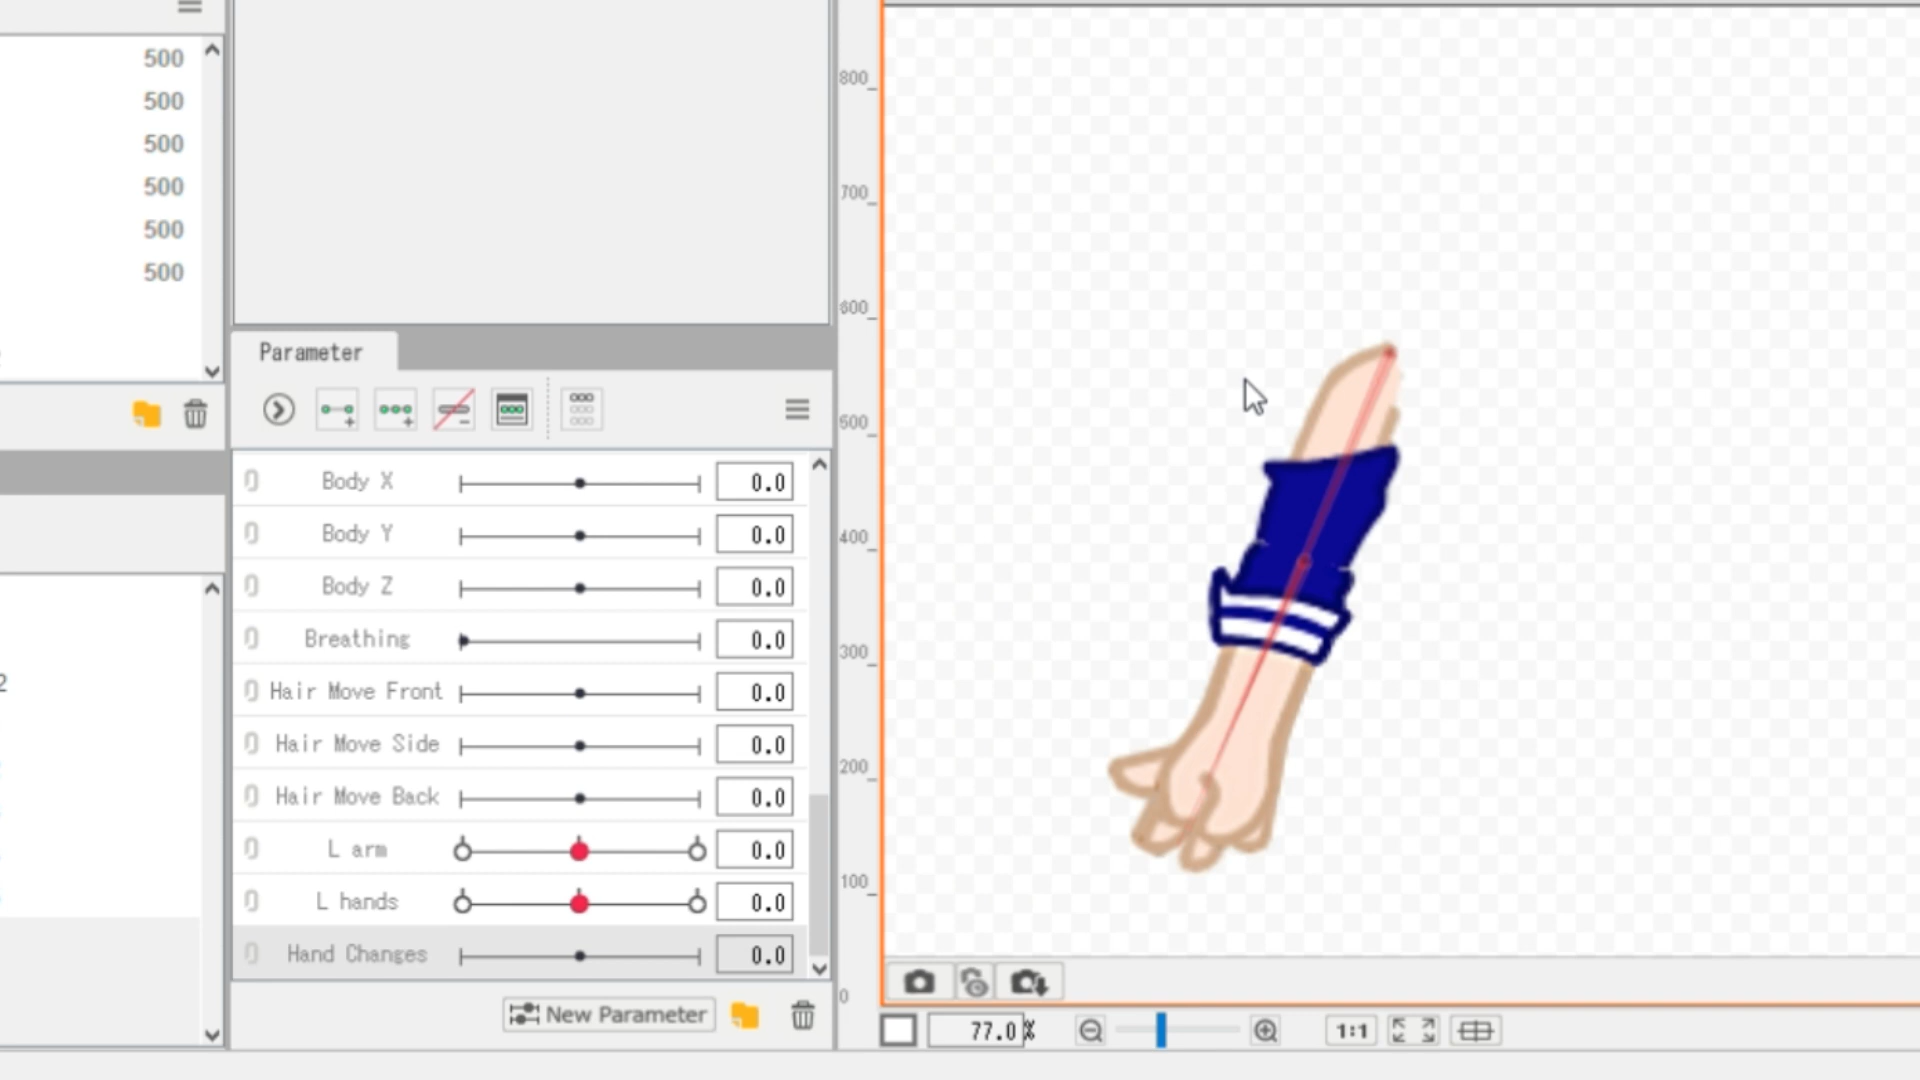 500
500
500
500
500
500
2
Parameter
Body X 0.0
Body Y 0.0
Body Z 0.0
Breathing 0.0
Hair Move Front 0.0
Hair Move Side 0.0
Hair Move Back 0.0
L arm 0.0
L hands 0.0
Hand Changes 0.0
New Parameter
800
700
600
500
400
300
200
100
0
77.0 %
1:1